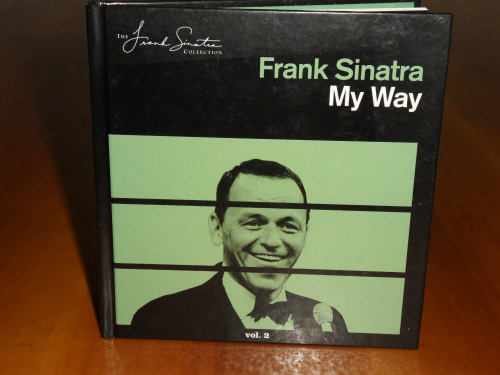 THE Frank Sinatra
COLLECTION
Frank Sinatra
My Way
vol. 2